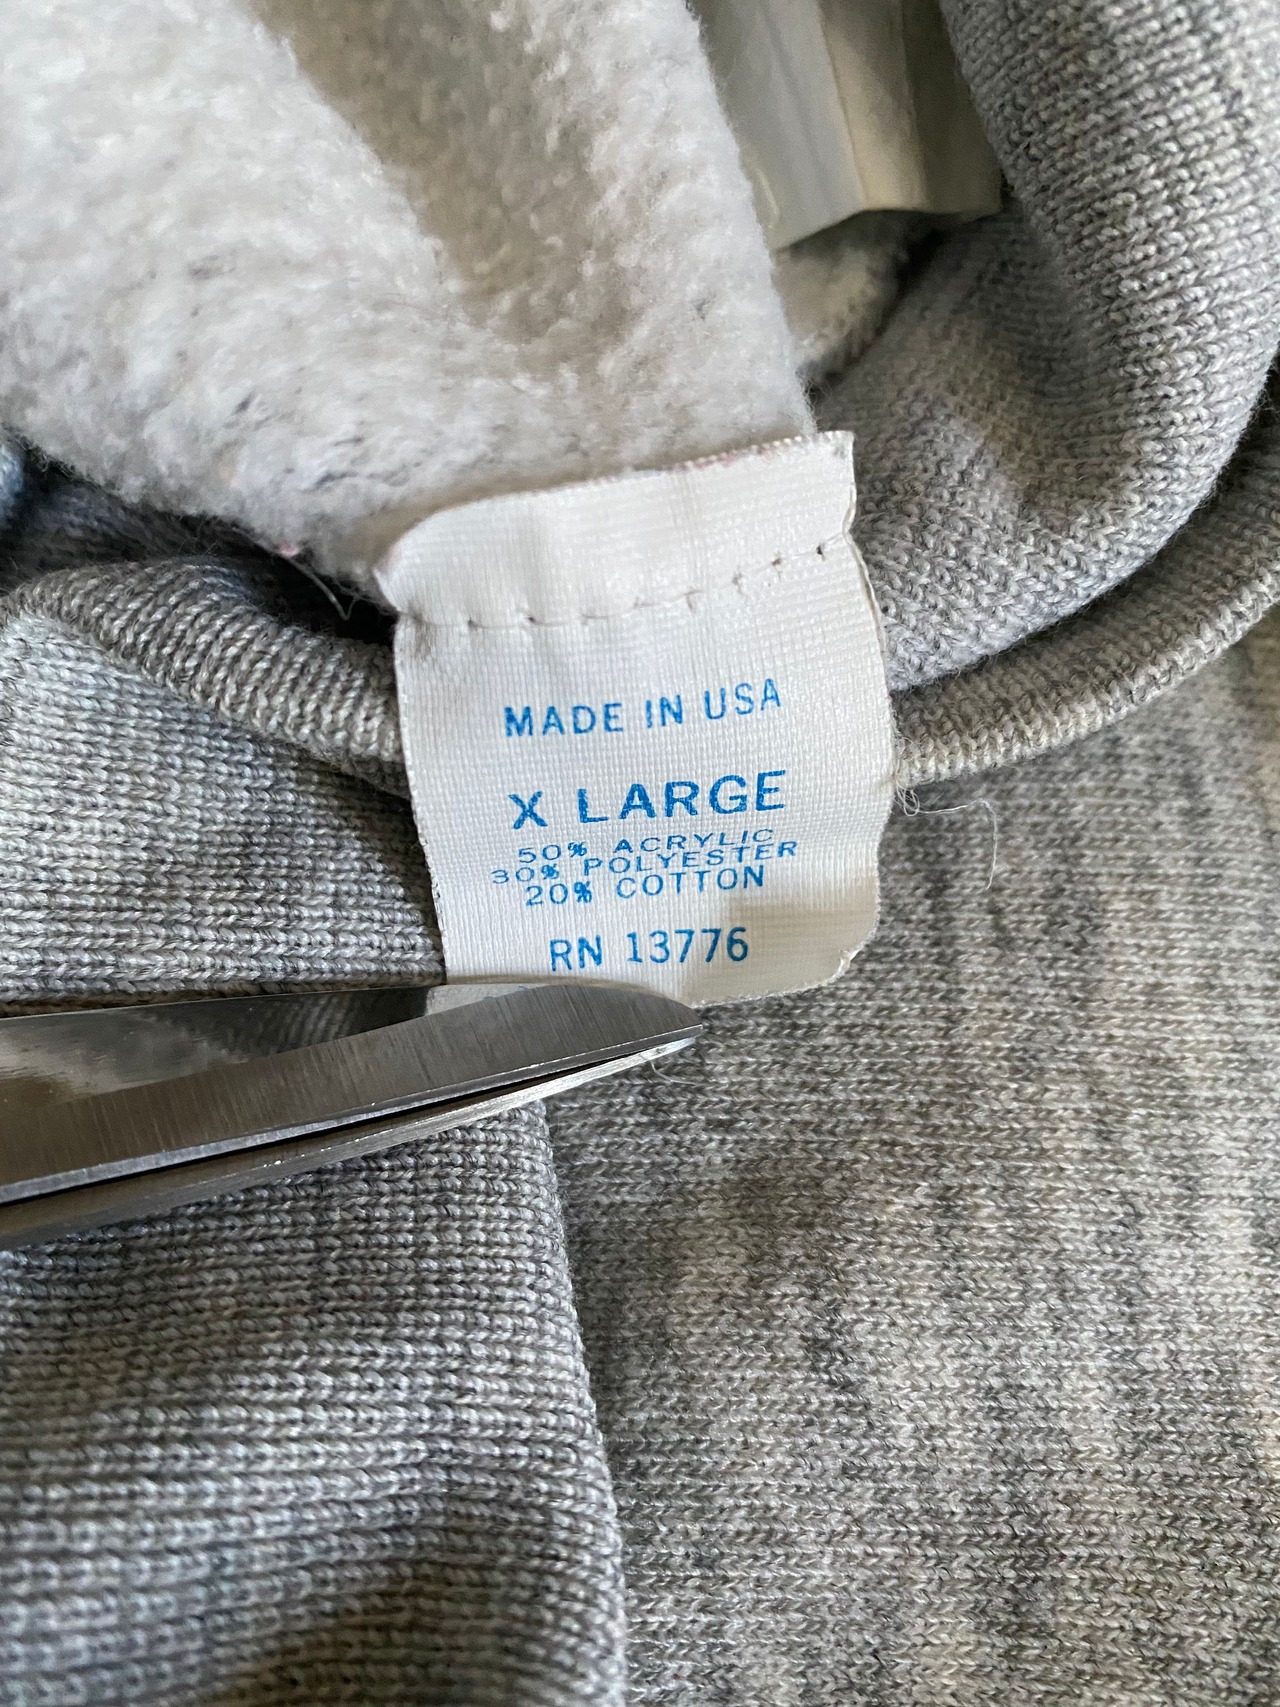 MADE IN USA
X LARGE
50% ACRYLIC
30% POLYESTER
20% COTTON
RN 13776